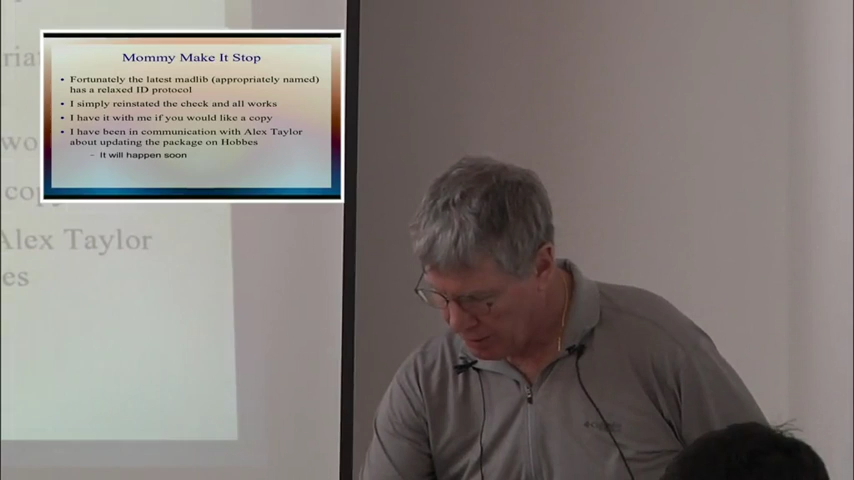 Mommy Make It Stop
• Fortunately the latest madlib (appropriately named)
has a relaxed ID protocol
• I simply reinstated the check and all works
• I have it with me if you would like a copy
• I have been in communication with Alex Taylor
about updating the package on Hobbes
– It will happen soon
Alex Taylor
es